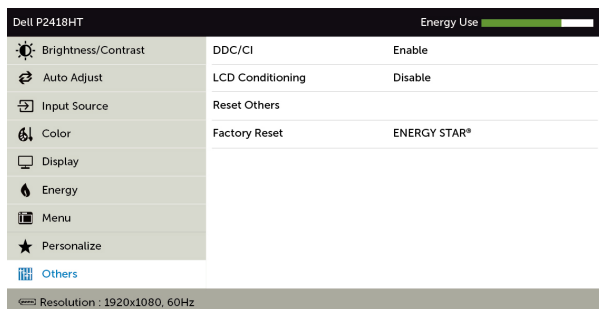 Dell P2418HT Energy Use
Brightness/Contrast DDC/CI Enable
Auto Adjust LCD Conditioning Disable
Input Source Reset Others
Color Factory Reset ENERGY STAR®
Display
Energy
Menu
Personalize
Others
Resolution : 1920x1080, 60Hz